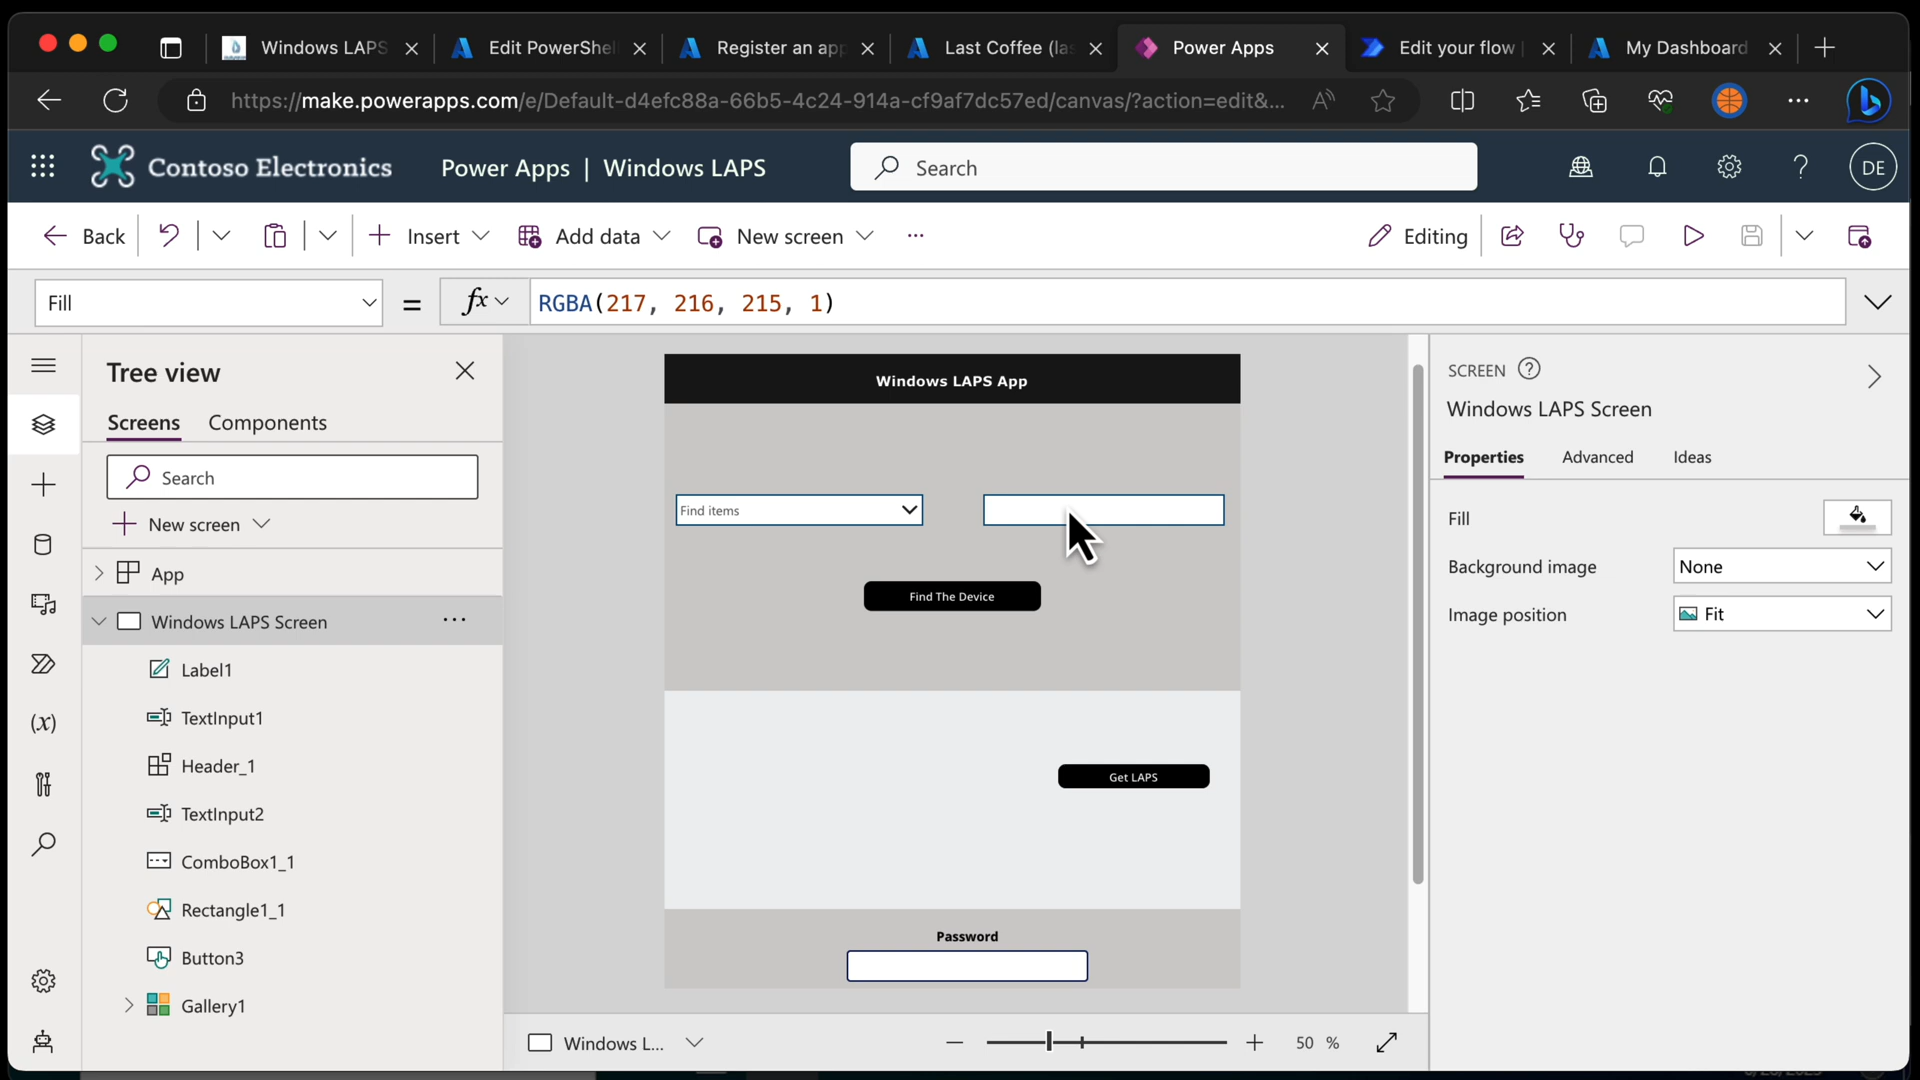 Windows LAPS
Edit PowerShel
Register an app
Last Coffee (las
Power Apps
Edit your flow
My Dashboard
https://make.powerapps.com/e/Default-d4efc88a-66b5-4c24-914a-cf9af7dc57ed/canvas/?action=edit&...
Contoso Electronics
Power Apps | Windows LAPS
Search
DE
Back
Insert
Add data
New screen
...
Editing
Fill
=
fx
RGBA(217, 216, 215, 1)
Tree view
Screens
Components
Search
New screen
App
Windows LAPS Screen
Label1
TextInput1
Header_1
TextInput2
ComboBox1_1
Rectangle1_1
Button3
Gallery1
Windows LAPS App
Find items
Find The Device
Get LAPS
Password
Windows L...
50 %
SCREEN
Windows LAPS Screen
Properties
Advanced
Ideas
Fill
Background image
None
Image position
Fit